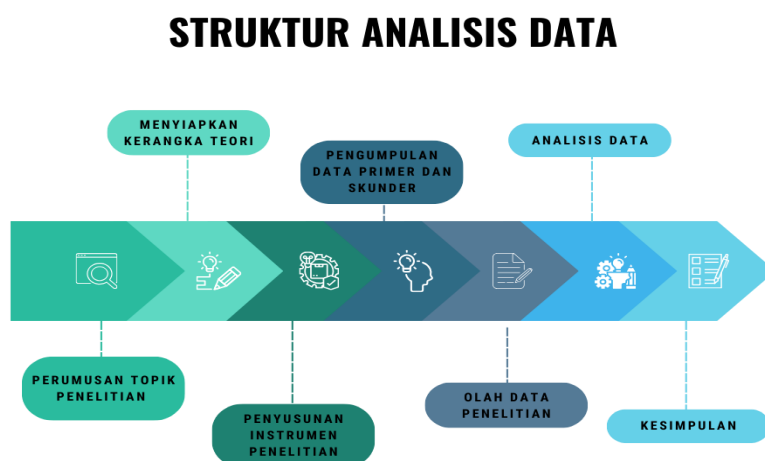 STRUKTUR ANALISIS DATA
MENYIAPKAN
KERANGKA TEORI
PENGUMPULAN
DATA PRIMER DAN
SKUNDER
ANALISIS DATA
PERUMUSAN TOPIK
PENELITIAN
PENYUSUNAN
INSTRUMEN
PENELITIAN
OLAH DATA
PENELITIAN
KESIMPULAN